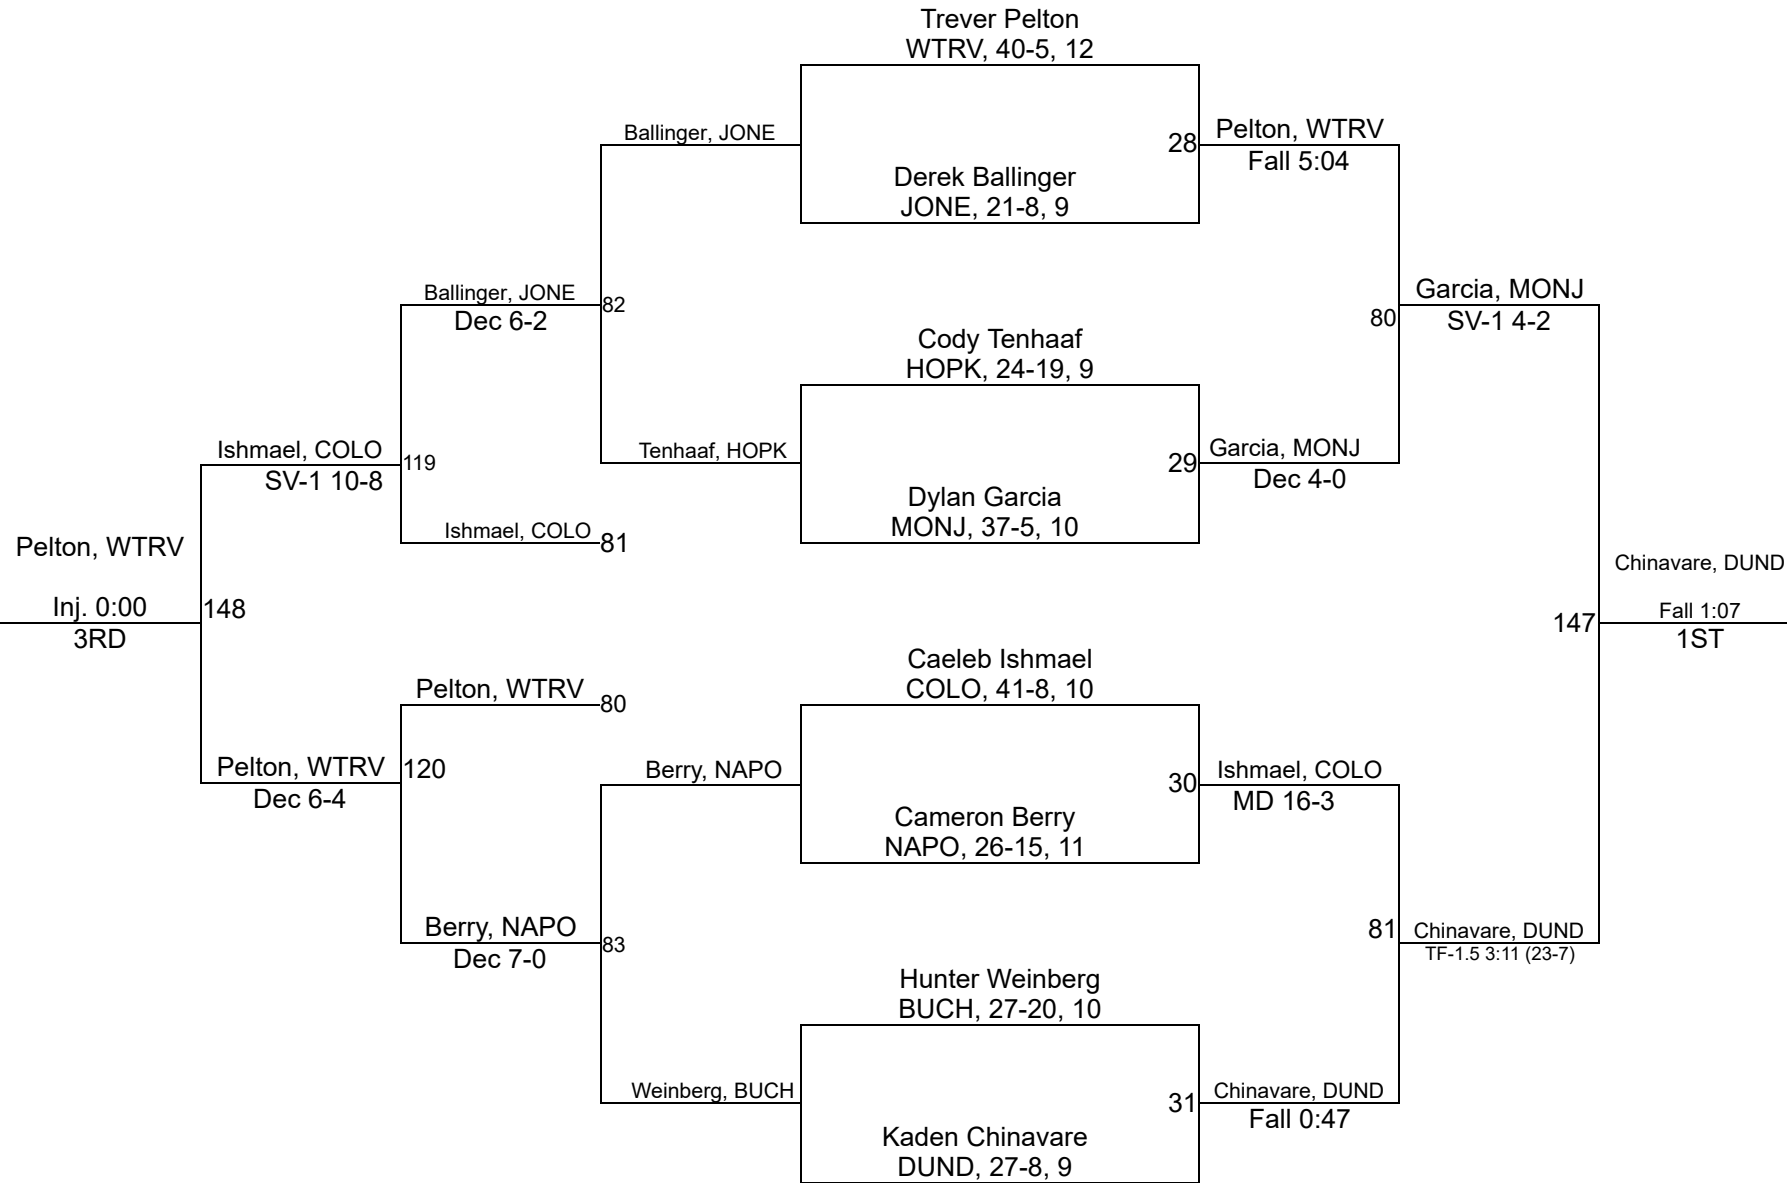 Trever Pelton
WTRV, 40-5, 12
Ballinger, JONE
28
Pelton, WTRV
Fall 5:04
Derek Ballinger
JONE, 21-8, 9
Ballinger, JONE
Dec 6-2
82
Garcia, MONJ
SV-1 4-2
80
Cody Tenhaaf
HOPK, 24-19, 9
Ishmael, COLO
SV-1 10-8
119
Tenhaaf, HOPK
29
Garcia, MONJ
Dec 4-0
Dylan Garcia
MONJ, 37-5, 10
Ishmael, COLO
81
Pelton, WTRV
Inj. 0:00
3RD
148
Chinavare, DUND
Fall 1:07
1ST
147
Caeleb Ishmael
COLO, 41-8, 10
Pelton, WTRV
80
Pelton, WTRV
Dec 6-4
120
Berry, NAPO
30
Ishmael, COLO
MD 16-3
Cameron Berry
NAPO, 26-15, 11
Berry, NAPO
Dec 7-0
83
81
Chinavare, DUND
TF-1.5 3:11 (23-7)
Hunter Weinberg
BUCH, 27-20, 10
Weinberg, BUCH
31
Chinavare, DUND
Fall 0:47
Kaden Chinavare
DUND, 27-8, 9